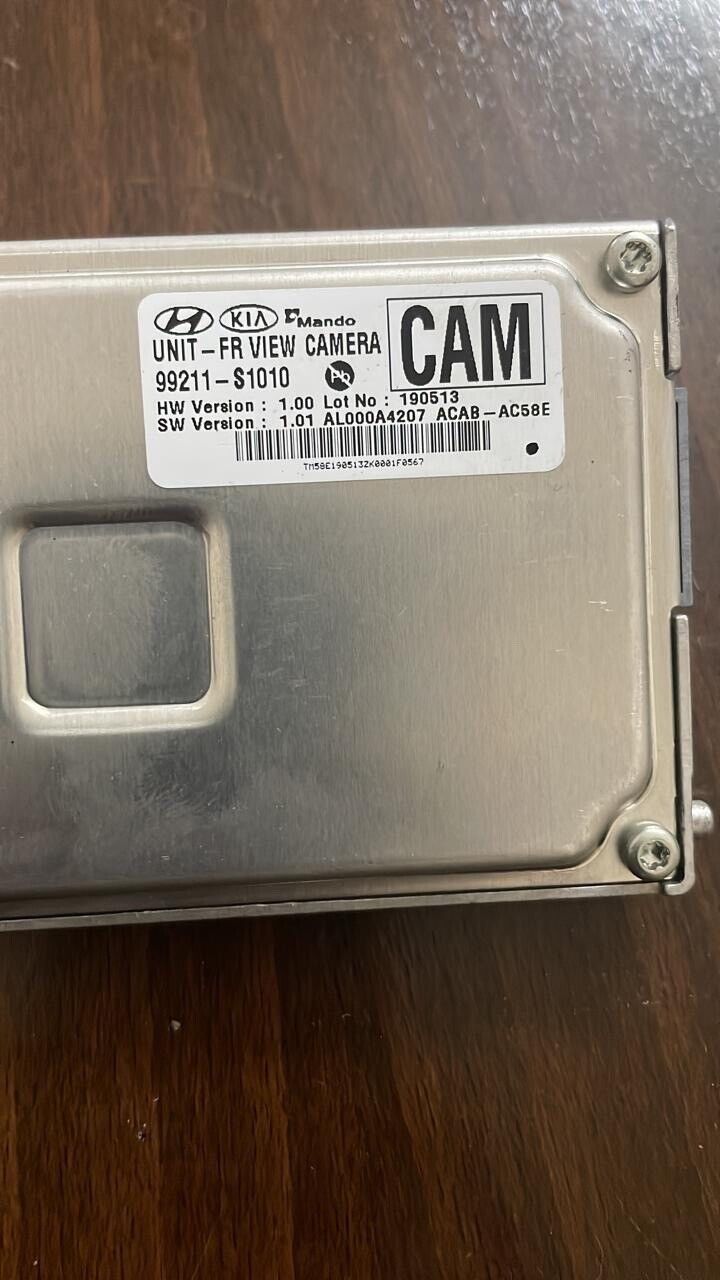 HYUNDAI KIA Mando
UNIT-FR VIEW CAMERA
CAM
99211-S1010 Pb
HW Version : 1.00 Lot No : 190513
SW Version : 1.01 AL000A4207 ACAB-AC58E
TM58E190513ZK0001F0567